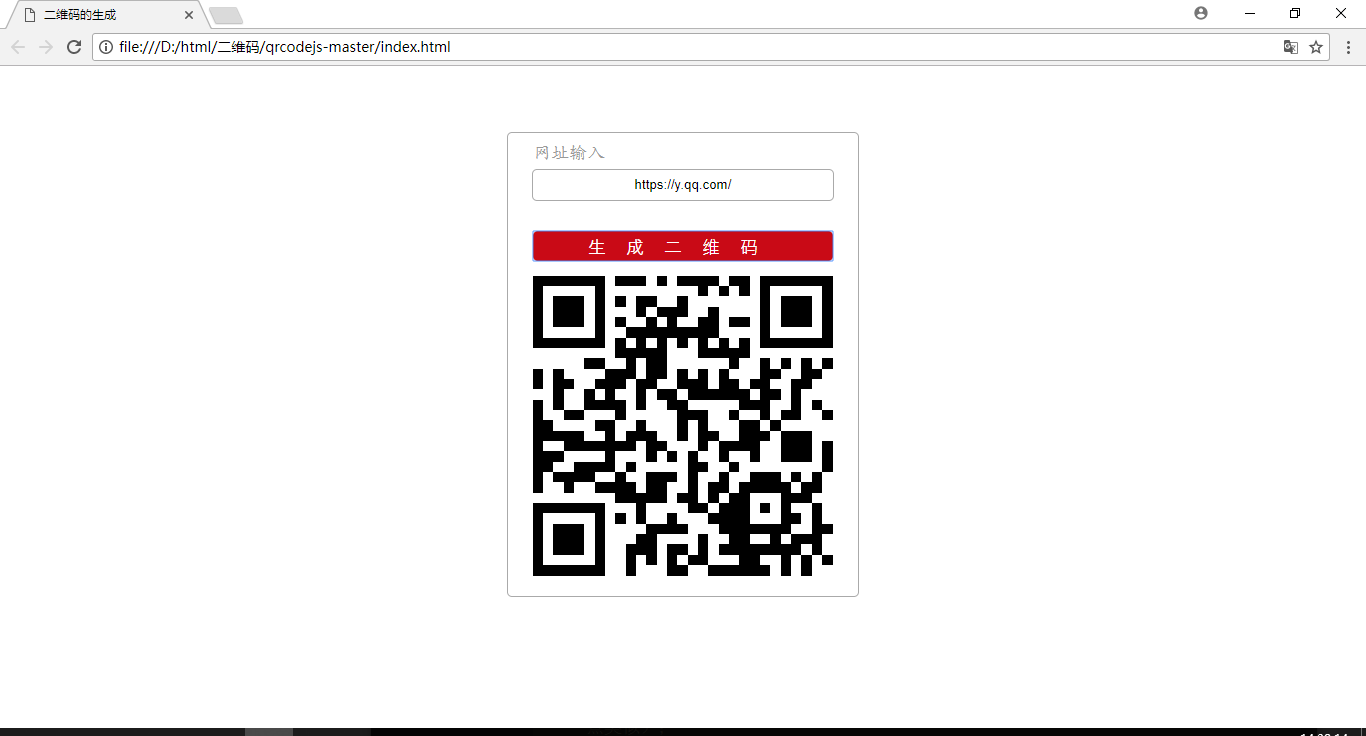 二维码的生成
file:///D:/html/二维码/qrcodejs-master/index.html
网址输入
https://y.qq.com/
生成二维码